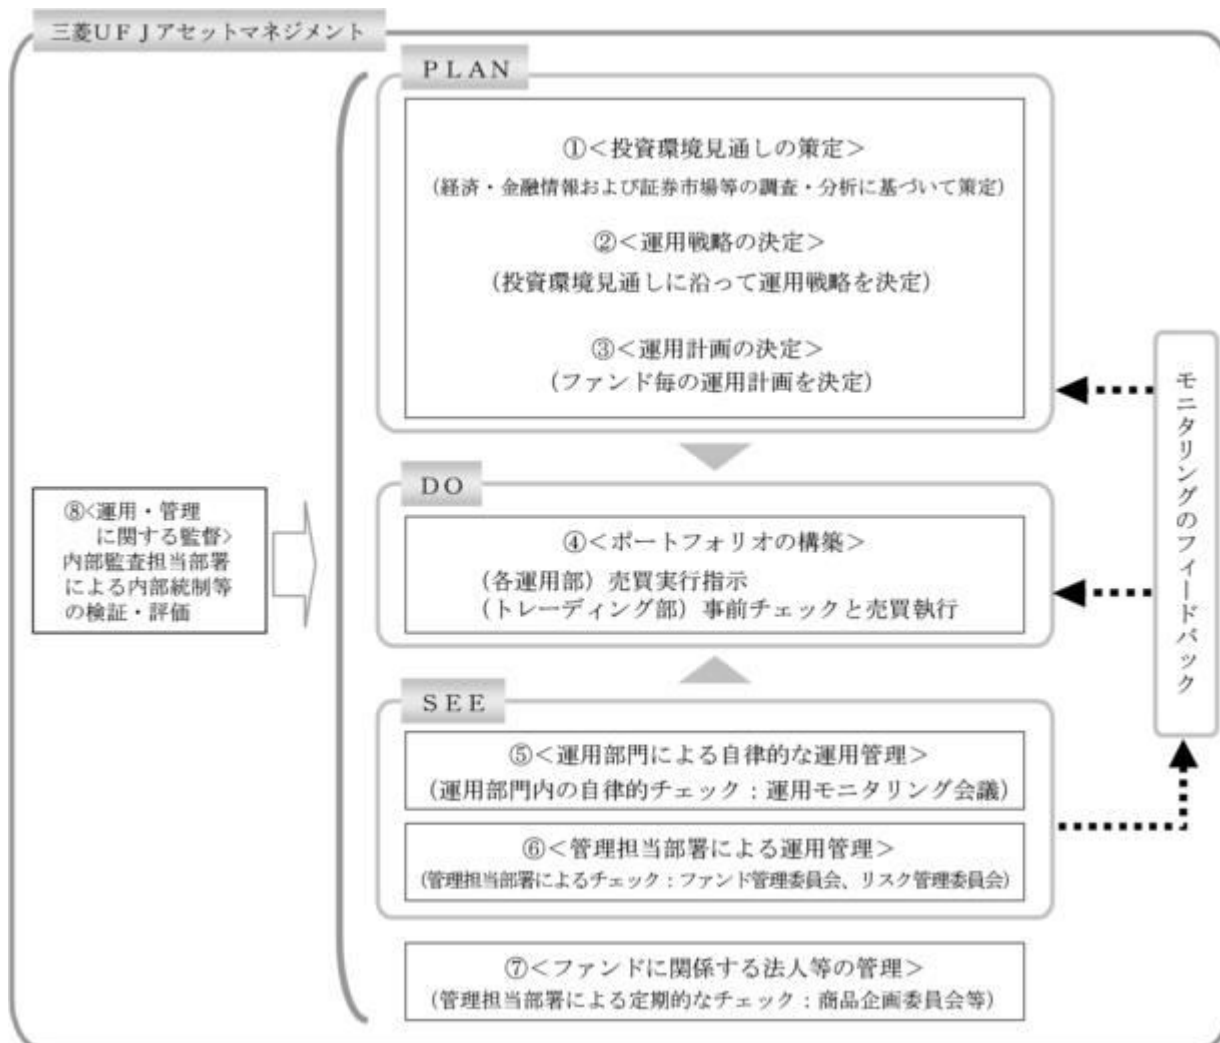 三菱UFJアセットマネジメント
PLAN
①<投資環境見通しの策定>
(経済・金融情報および証券市場等の調査・分析に基づいて策定)
②<運用戦略の決定>
(投資環境見通しに沿って運用戦略を決定)
③<運用計画の決定>
(ファンド毎の運用計画を決定)
DO
④<ポートフォリオの構築>
(各運用部)売買実行指示
(トレーディング部)事前チェックと売買執行
SEE
⑤<運用部門による自律的な運用管理>
(運用部門内の自律的チェック:運用モニタリング会議)
⑥<管理担当部署による運用管理>
(管理担当部署によるチェック:ファンド管理委員会、リスク管理委員会)
⑦<ファンドに関係する法人等の管理>
(管理担当部署による定期的なチェック:商品企画委員会等)
⑧<運用・管理
に関する監督>
内部監査担当部署
による内部統制等
の検証・評価
モニタリングのフィードバック